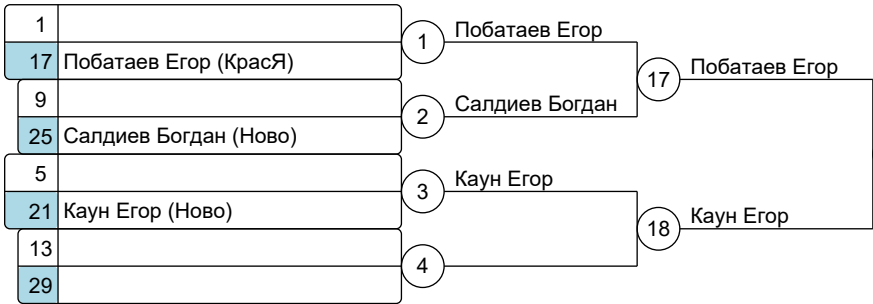 1
17 Побатаев Егор (КрасЯ)
9
25 Салдиев Богдан (Ново)
5
21 Каун Егор (Ново)
13
29
1 Побатаев Егор
2 Салдиев Богдан
3 Каун Егор
4
17 Побатаев Егор
18 Каун Егор